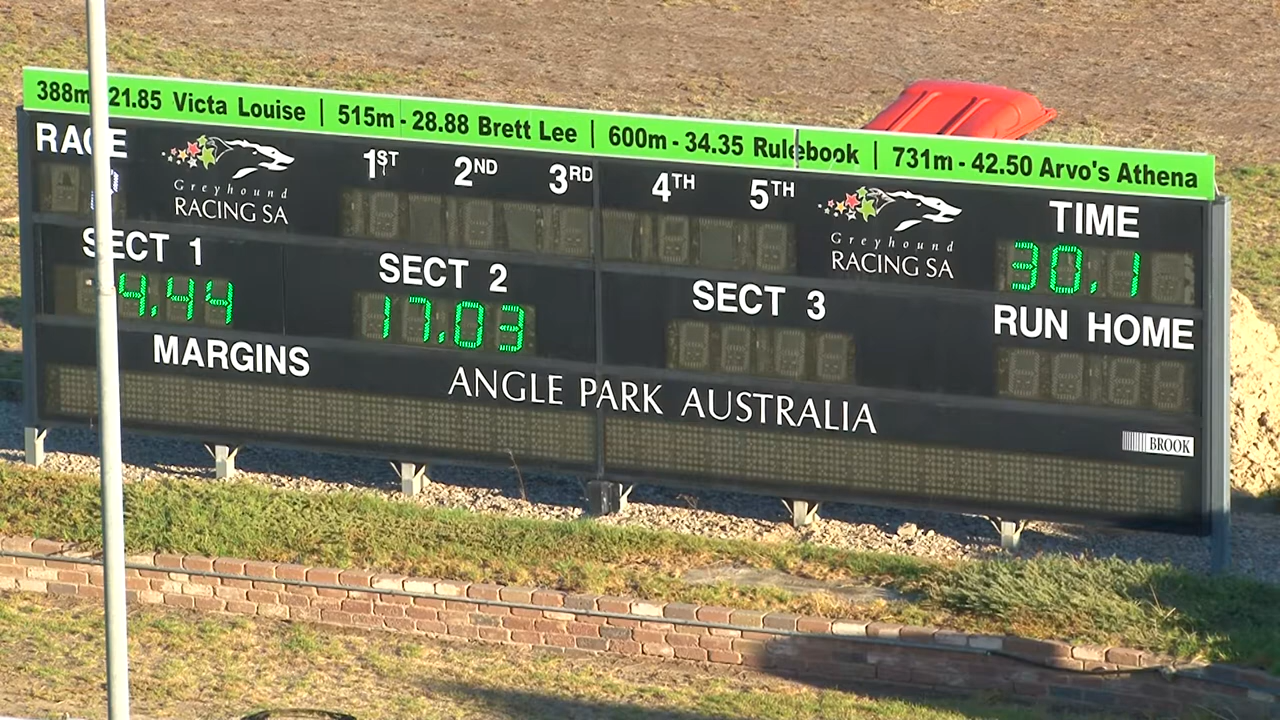 388m 21.85 Victa Louise | 515m - 28.88 Brett Lee | 600m - 34.35 Rulebook | 731m - 42.50 Arvo's Athena
RACE
Greyhound
RACING SA
1ST 2ND 3RD 4TH 5TH
Greyhound
RACING SA
TIME
30.1
SECT 1
4.44
SECT 2
17.03
SECT 3
RUN HOME
MARGINS
ANGLE PARK AUSTRALIA
BROOK